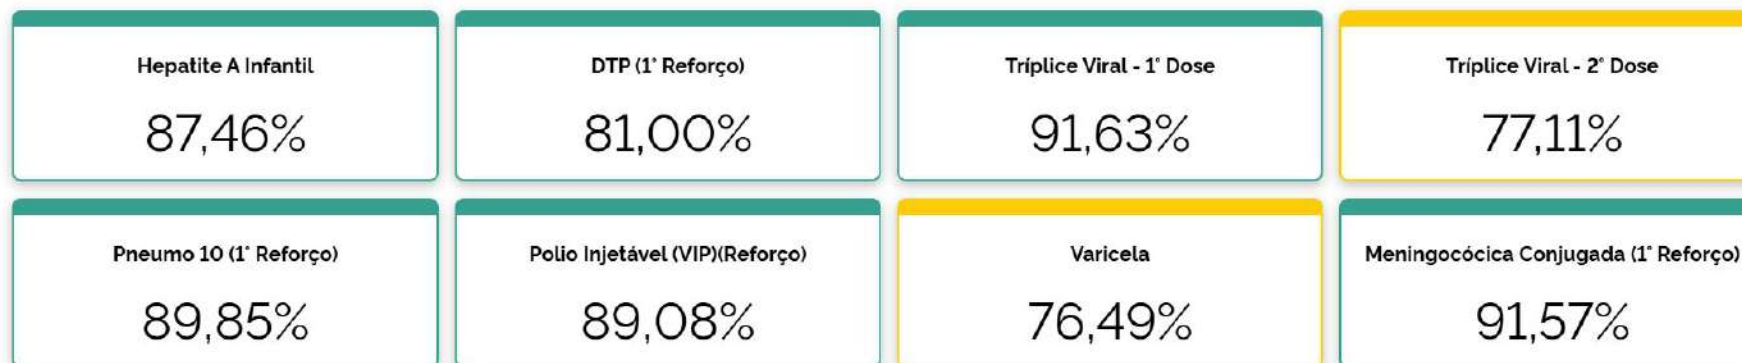 Hepatite A Infantil
87,46%
DTP (1° Reforço)
81,00%
Tríplice Viral - 1° Dose
91,63%
Tríplice Viral - 2° Dose
77,11%
Pneumo 10 (1° Reforço)
89,85%
Polio Injetável (VIP)(Reforço)
89,08%
Varicela
76,49%
Meningocócica Conjugada (1° Reforço)
91,57%